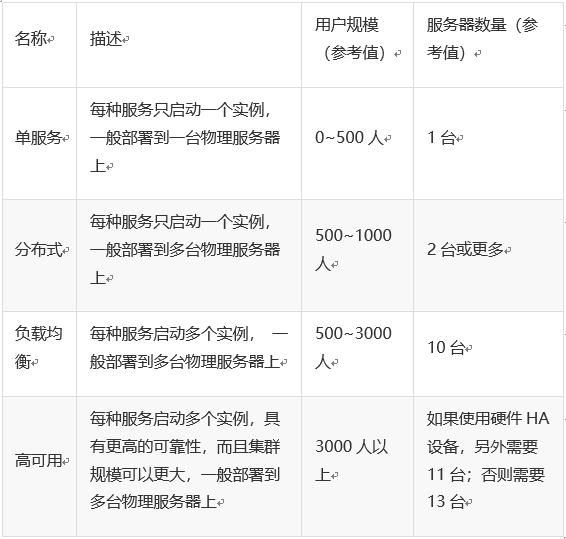 名称
描述
用户规模
（参考值）
服务器数量（参
考值）
单服务
每种服务只启动一个实例，
一般部署到一台物理服务器
上
0~500 人
1 台
分布式
每种服务只启动一个实例，
一般部署到多台物理服务器
上
500~1000
人
2 台或更多
负载均
衡
每种服务启动多个实例， 一
般部署到多台物理服务器上
500~3000
人
10 台
高可用
每种服务启动多个实例，具
有更高的可靠性，而且集群
规模可以更大，一般部署到
多台物理服务器上
3000 人以
上
如果使用硬件 HA
设备，另外需要
11 台；否则需要
13 台